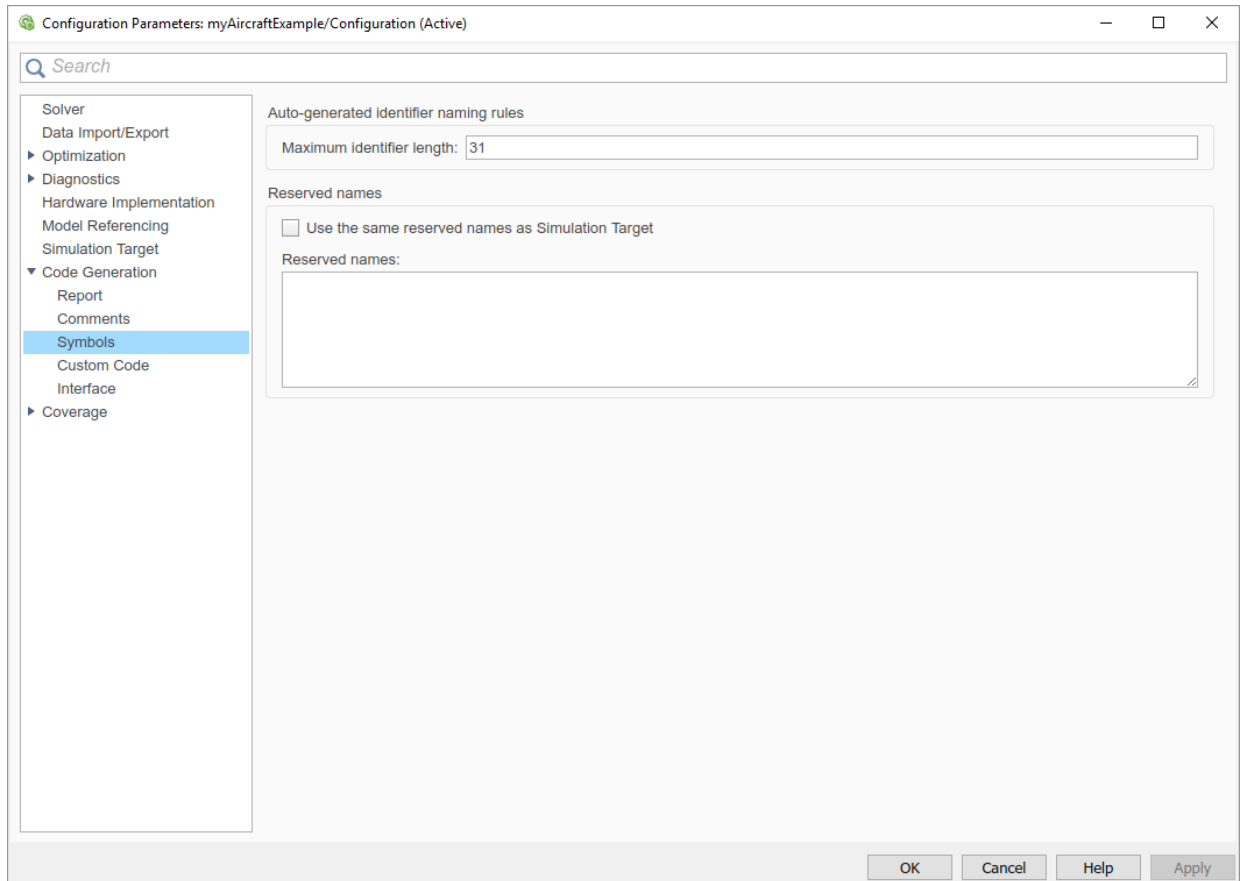 Configuration Parameters: myAircraftExample/Configuration (Active)
Search
Solver
Data Import/Export
Optimization
Diagnostics
Hardware Implementation
Model Referencing
Simulation Target
Code Generation
Report
Comments
Symbols
Custom Code
Interface
Coverage
Auto-generated identifier naming rules
Maximum identifier length: 31
Reserved names
Use the same reserved names as Simulation Target
Reserved names:
OK Cancel Help Apply